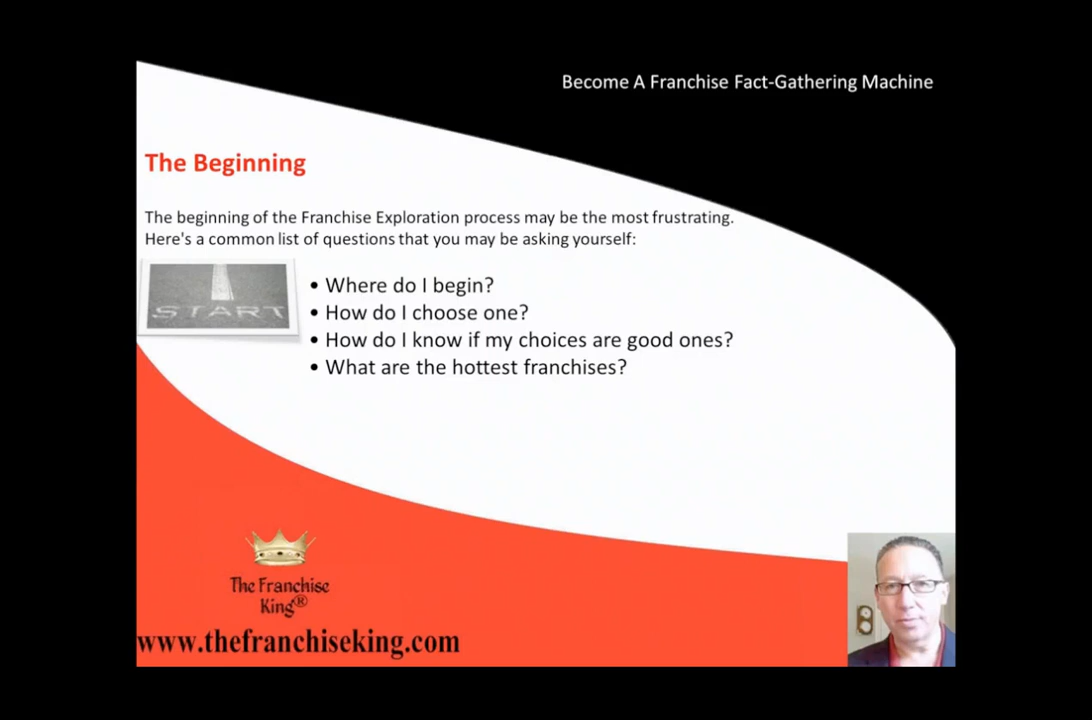 Become A Franchise Fact-Gathering Machine
The Beginning
The beginning of the Franchise Exploration process may be the most frustrating.
Here's a common list of questions that you may be asking yourself:
START
• Where do I begin?
• How do I choose one?
• How do I know if my choices are good ones?
• What are the hottest franchises?
The Franchise
King®
www.thefranchiseking.com